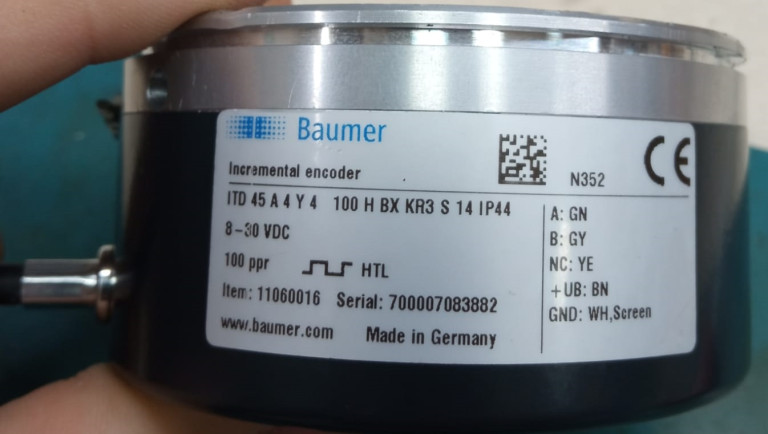 Baumer
Incremental encoder
N352
CE
ITD 45 A 4 Y 4 100 H BX KR3 S 14 IP44
8-30 VDC
100 ppr HTL
Item: 11060016 Serial: 700007083882
www.baumer.com Made in Germany
A: GN
B: GY
NC: YE
+UB: BN
GND: WH,Screen